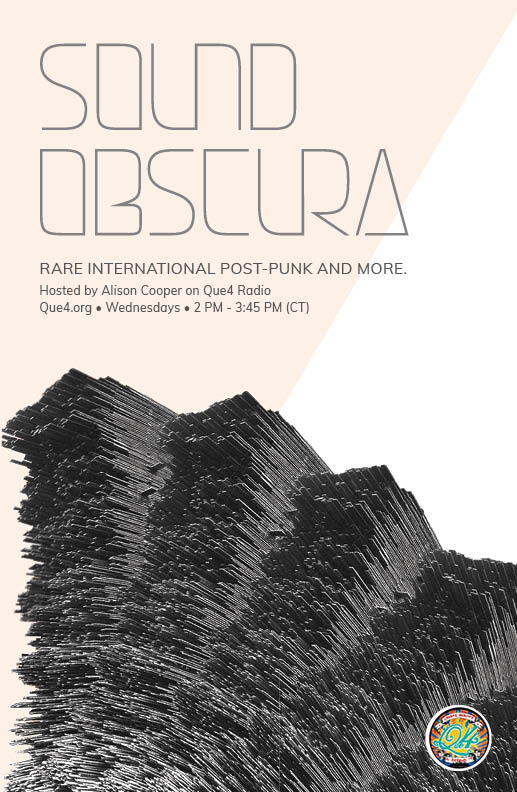 SOUND
OBSCURA
RARE INTERNATIONAL POST-PUNK AND MORE.
Hosted by Alison Cooper on Que4 Radio
Que4.org • Wednesdays • 2 PM - 3:45 PM (CT)
Q4